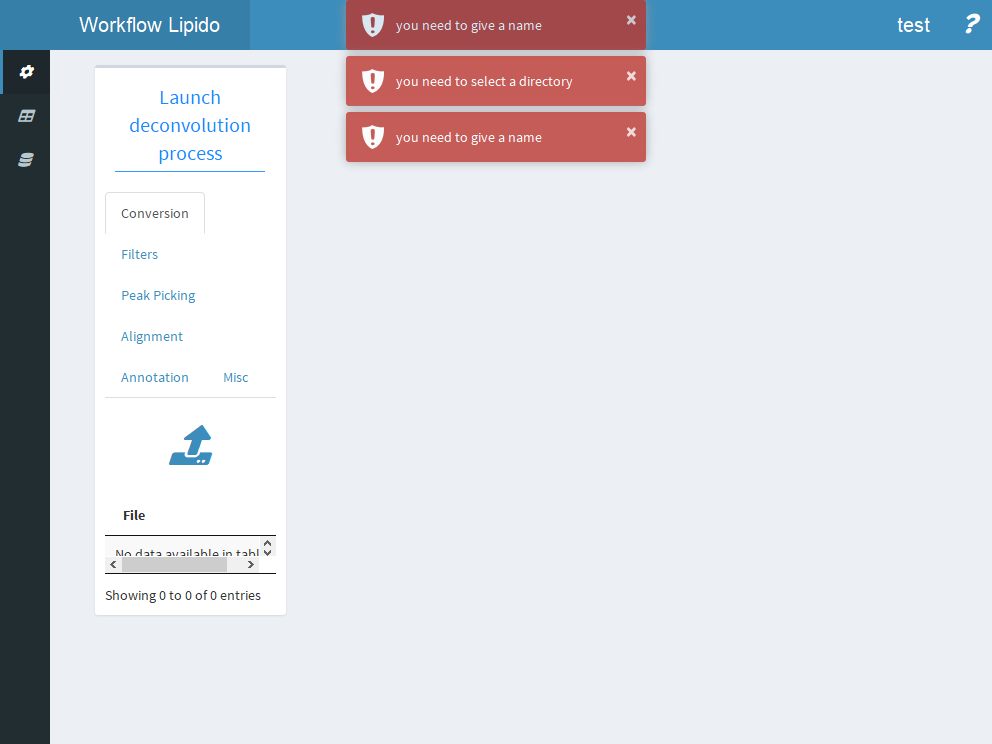 Workflow Lipido
test
?
you need to give a name
×
you need to select a directory
×
you need to give a name
×
Launch
deconvolution
process
Conversion
Filters
Peak Picking
Alignment
Annotation Misc
File
No data available in tabl
Showing 0 to 0 of 0 entries